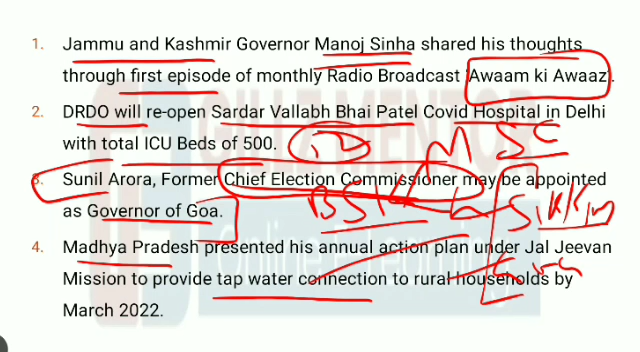 1. Jammu and Kashmir Governor Manoj Sinha shared his thoughts
through first episode of monthly Radio Broadcast 'Awaam ki Awaaz'.
2. DRDO will re-open Sardar Vallabh Bhai Patel Covid Hospital in Delhi
with total ICU Beds of 500.
3. Sunil Arora, Former Chief Election Commissioner may be appointed
as Governor of Goa.
4. Madhya Pradesh presented his annual action plan under Jal Jeevan
Mission to provide tap water connection to rural households by
March 2022.